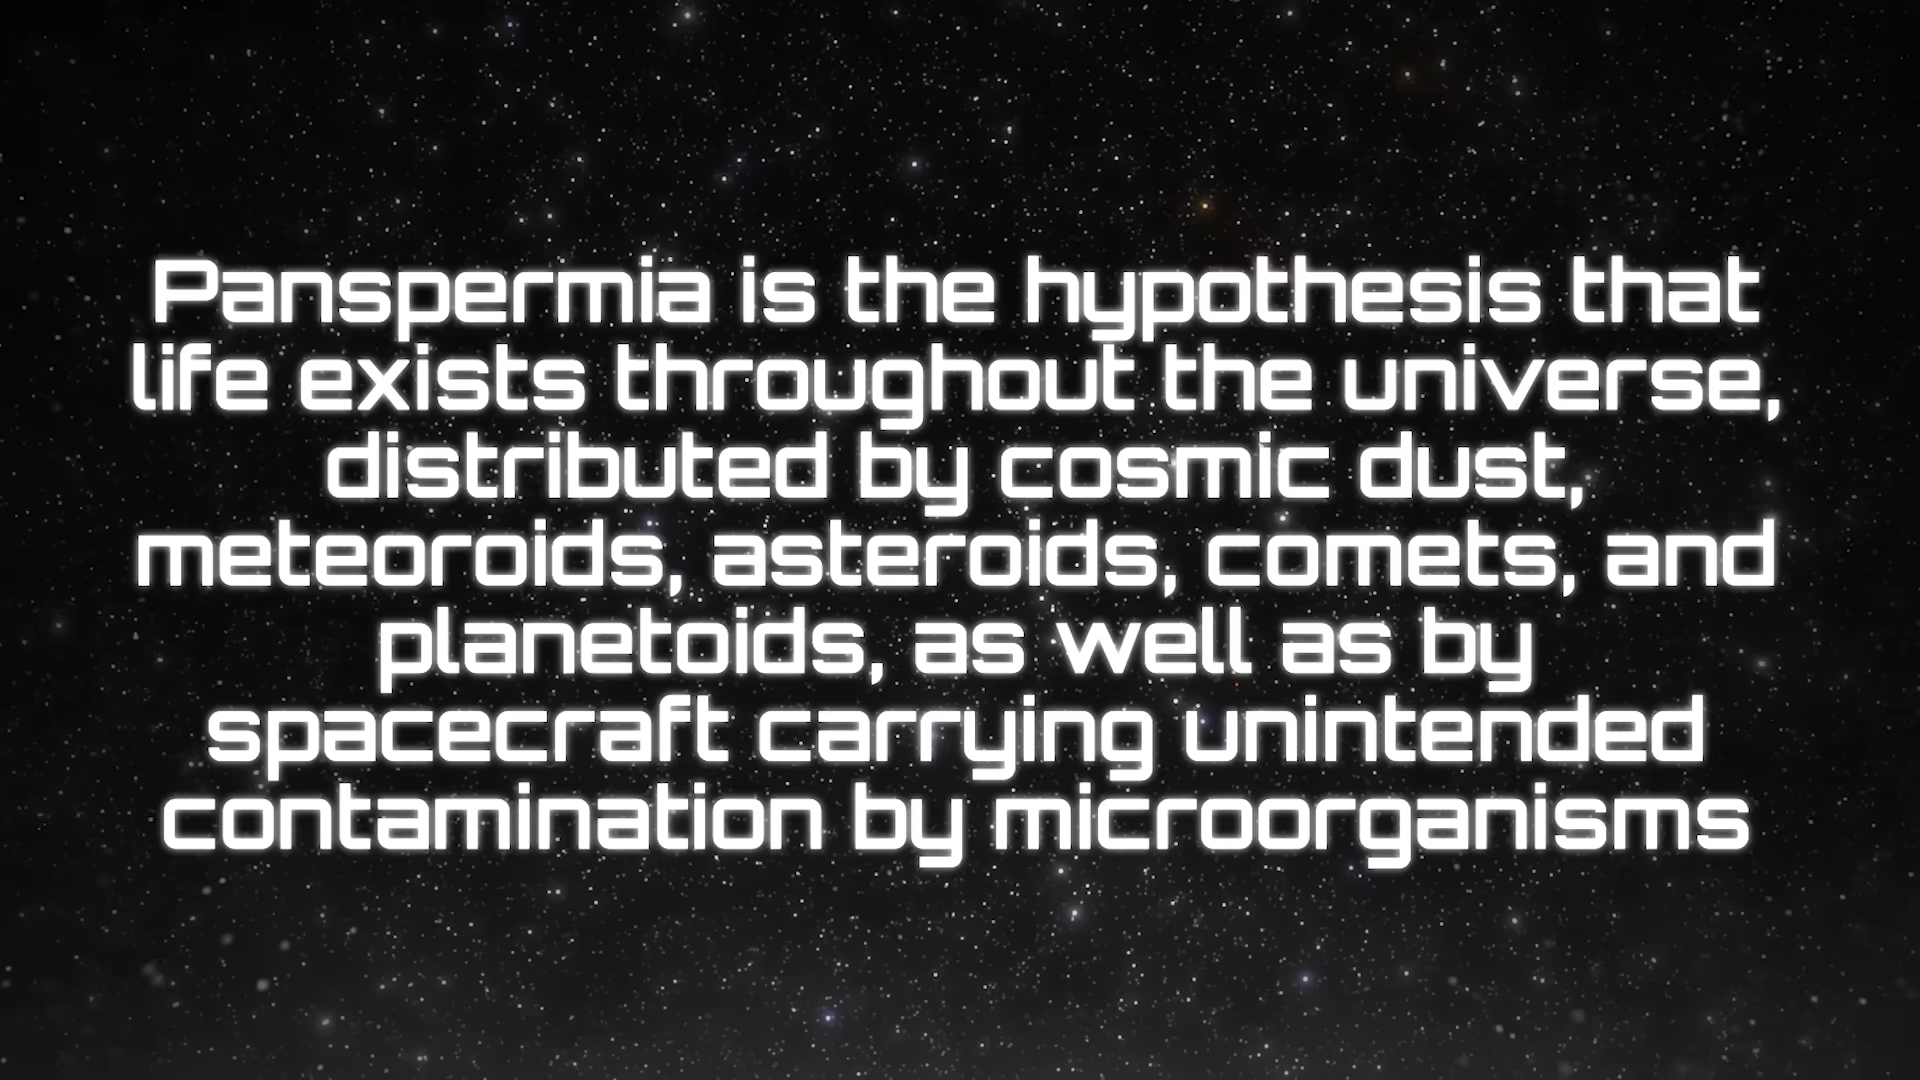 Panspermia is the hypothesis that
life exists throughout the universe,
distributed by cosmic dust,
meteoroids, asteroids, comets, and
planetoids, as well as by
spacecraft carrying unintended
contamination by microorganisms